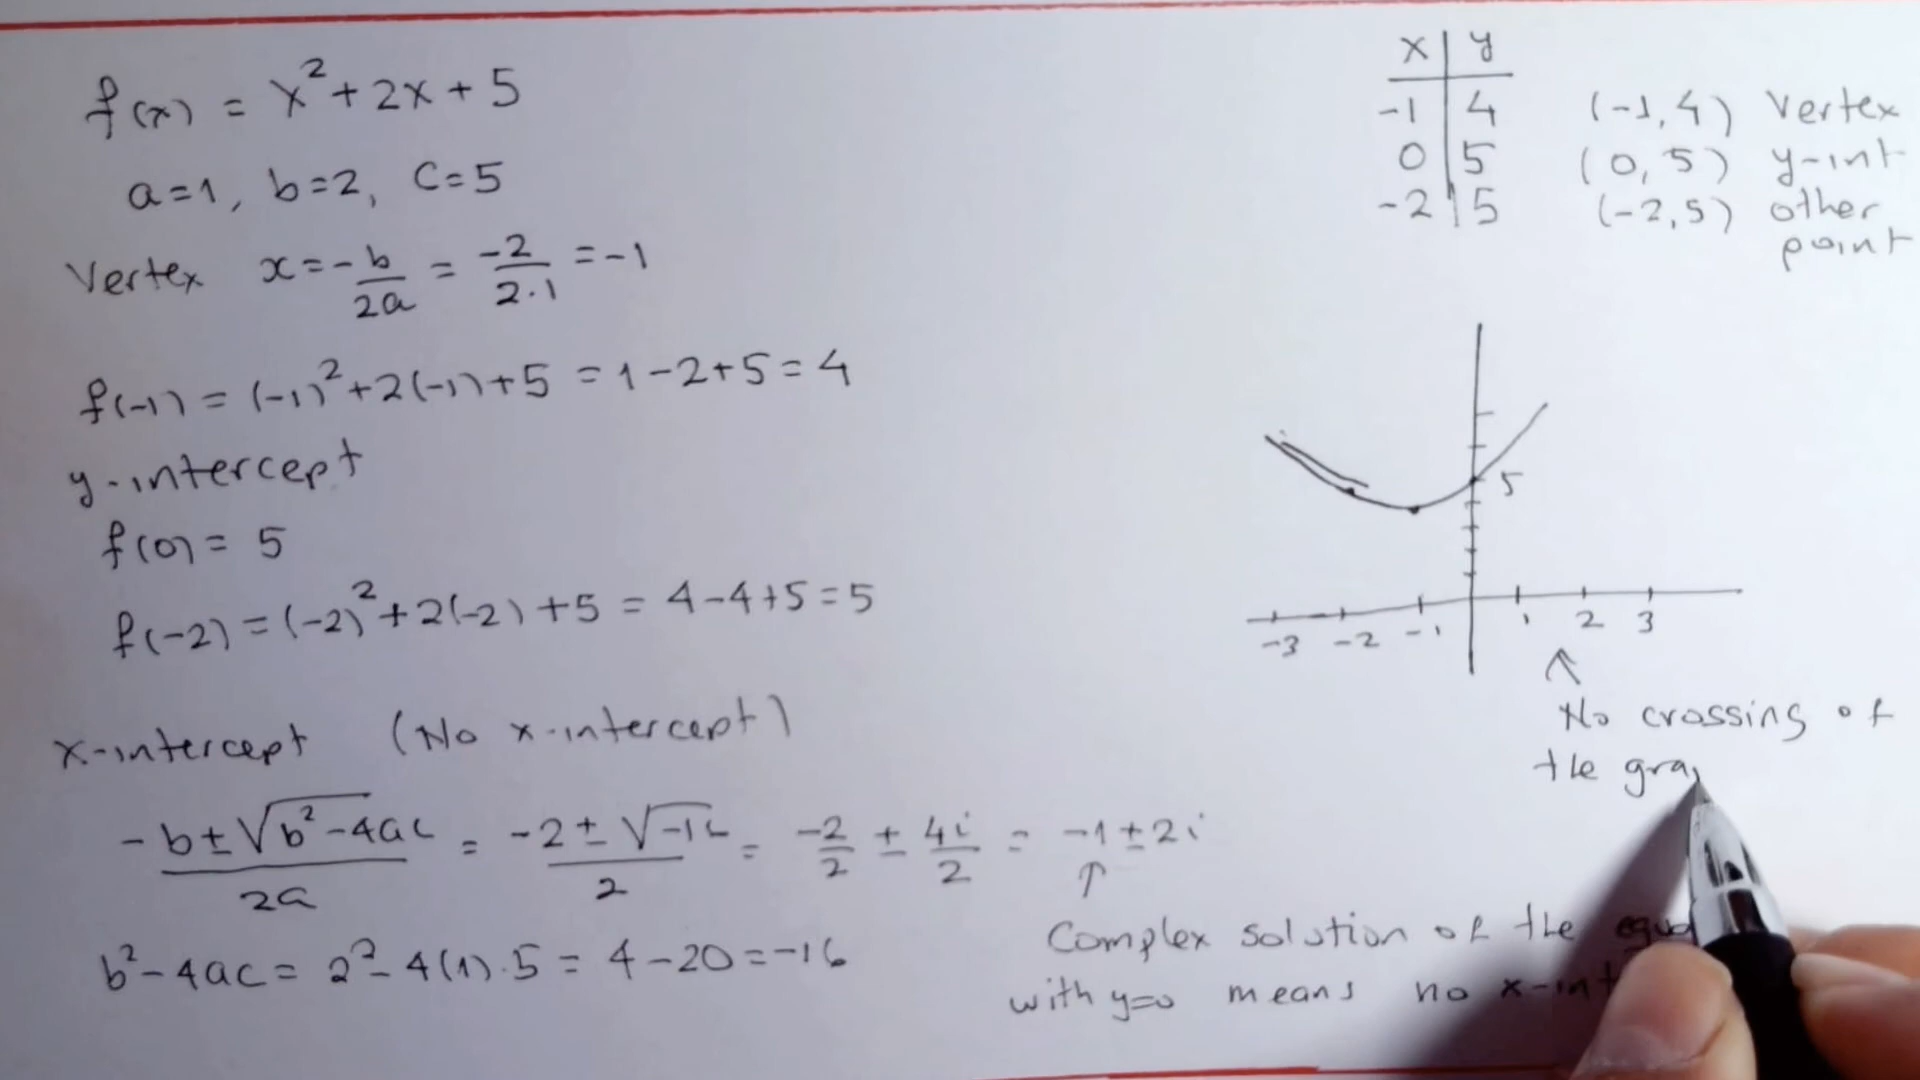 f(x) = x² + 2x + 5
a=1, b=2, c=5
Vertex x = -b/2a = -2/2·1 = -1
f(-1) = (-1)² + 2(-1) + 5 = 1 - 2 + 5 = 4
y-intercept
f(0) = 5
f(-2) = (-2)² + 2(-2) + 5 = 4 - 4 + 5 = 5
x-intercept (No x-intercept)
-b ± √b² - 4ac / 2a = -2 ± √-16 / 2 = -2/2 ± 4i/2 = -1 ± 2i
↑
b² - 4ac = 2² - 4(1)·5 = 4 - 20 = -16
Complex solution of the
with y=0 means no
x | y
-1 | 4 (-1,4) Vertex
0 | 5 (0,5) y-int
-2 | 5 (-2,5) other
point
5
-3 -2 -1 1 2 3
↑
No crossing of
the